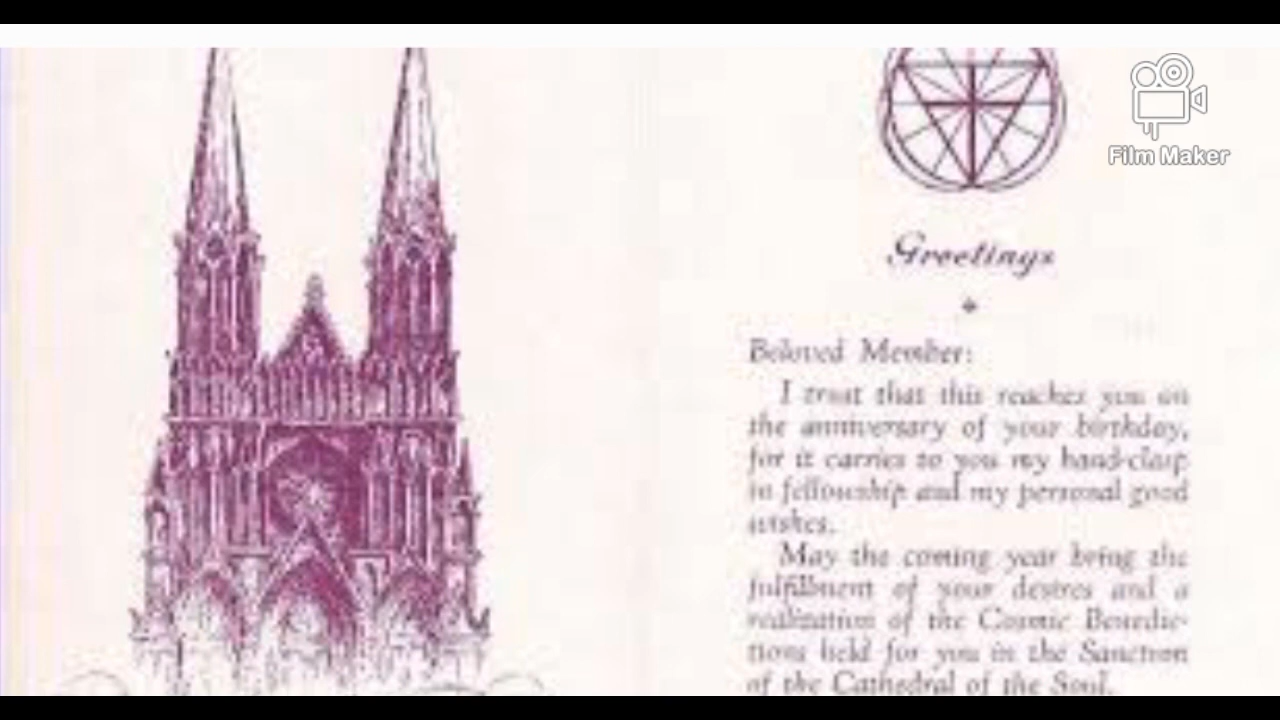 Film Maker
Greetings
Beloved Member:
I trust that this reaches you on
the anniversary of your birthday,
for it carries to you my hand-clasp
in fellowship and my personal good
wishes.
May the coming year bring the
fulfillment of your desires and a
realization of the Cosmic Benedic-
tions held for you in the Sanctum
of the Cathedral of the Soul.